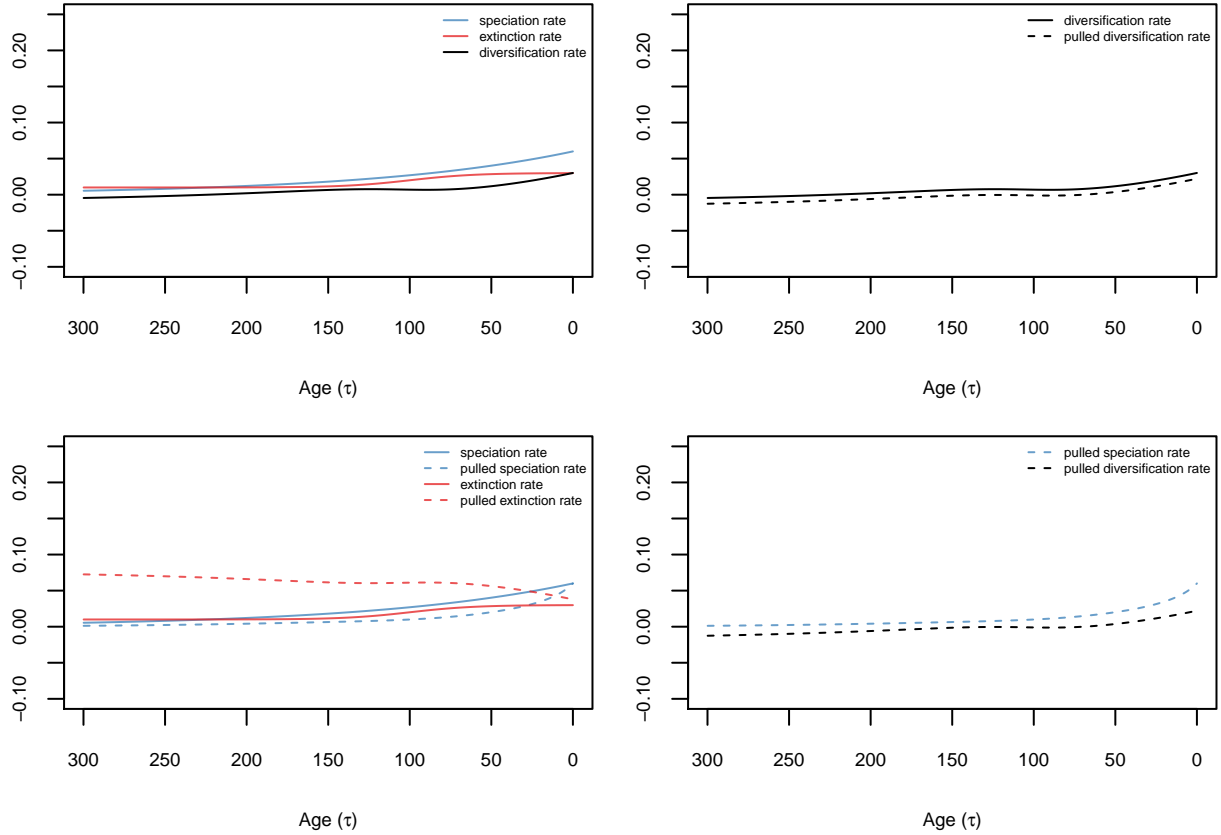 speciation rate
extinction rate
diversification rate
0.20
0.10
0.00
−0.10
300 250 200 150 100 50 0
Age (τ)
diversification rate
pulled diversification rate
0.20
0.10
0.00
−0.10
300 250 200 150 100 50 0
Age (τ)
speciation rate
pulled speciation rate
extinction rate
pulled extinction rate
0.20
0.10
0.00
−0.10
300 250 200 150 100 50 0
Age (τ)
pulled speciation rate
pulled diversification rate
0.20
0.10
0.00
−0.10
300 250 200 150 100 50 0
Age (τ)